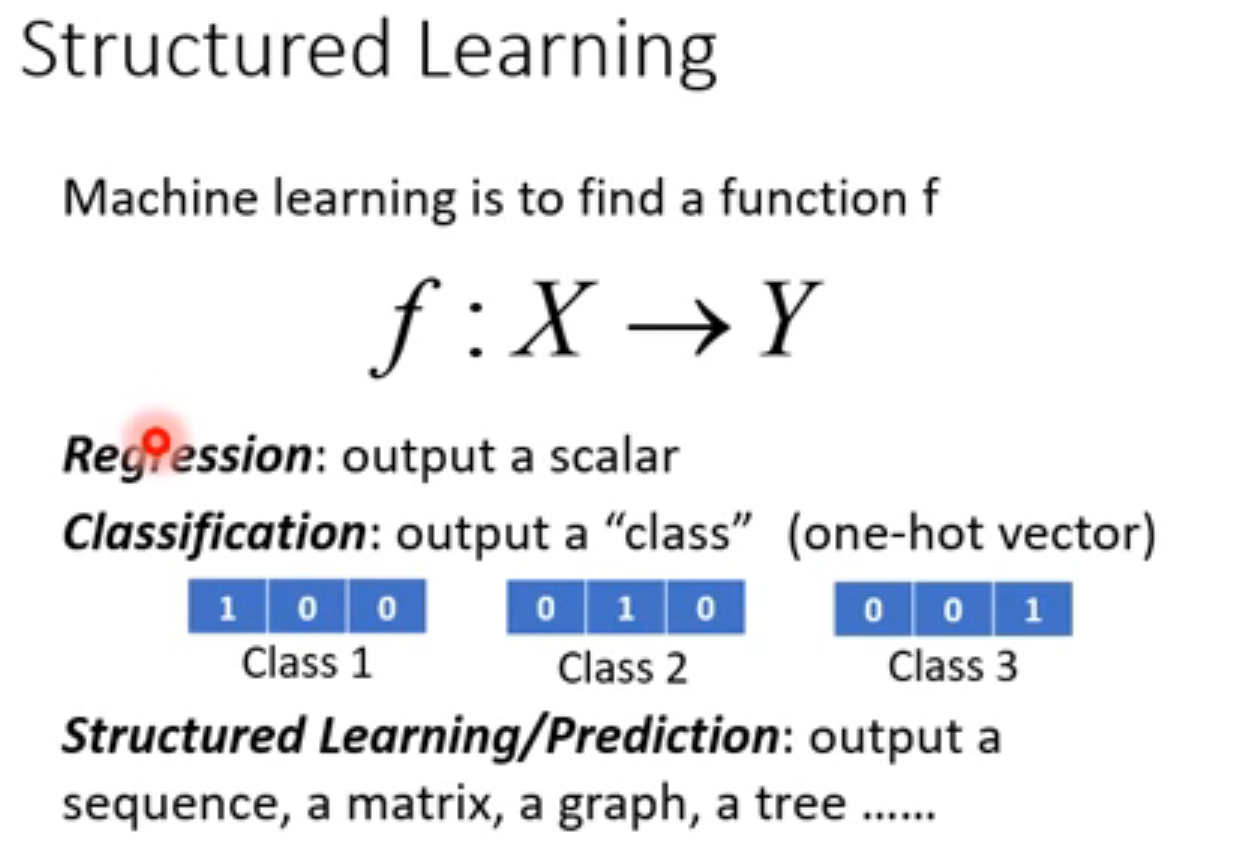 Structured Learning
Machine learning is to find a function f
f : X → Y
Regression: output a scalar
Classification: output a “class” (one-hot vector)
1 0 0 0 1 0 0 0 1
Class 1 Class 2 Class 3
Structured Learning/Prediction: output a
sequence, a matrix, a graph, a tree ......